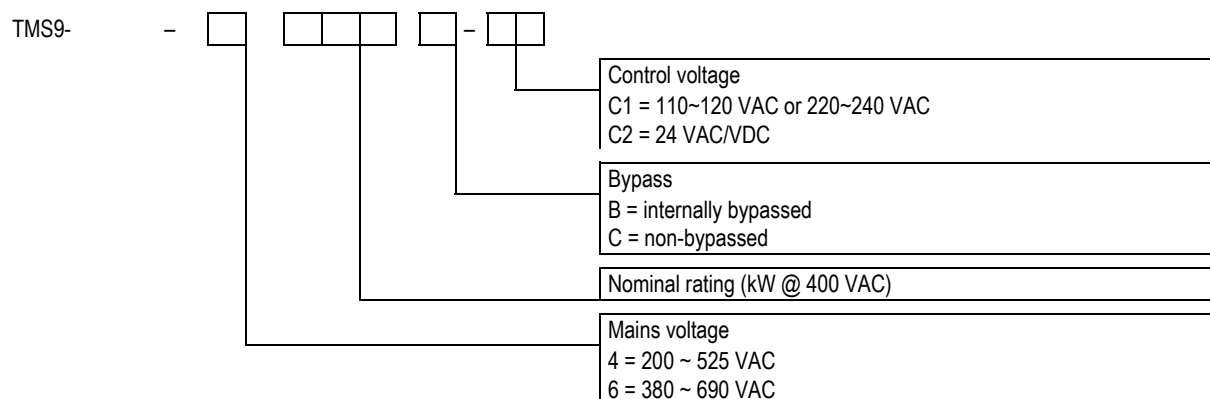 TMS9- – –
Control voltage
C1 = 110~120 VAC or 220~240 VAC
C2 = 24 VAC/VDC
Bypass
B = internally bypassed
C = non-bypassed
Nominal rating (kW @ 400 VAC)
Mains voltage
4 = 200 ~ 525 VAC
6 = 380 ~ 690 VAC